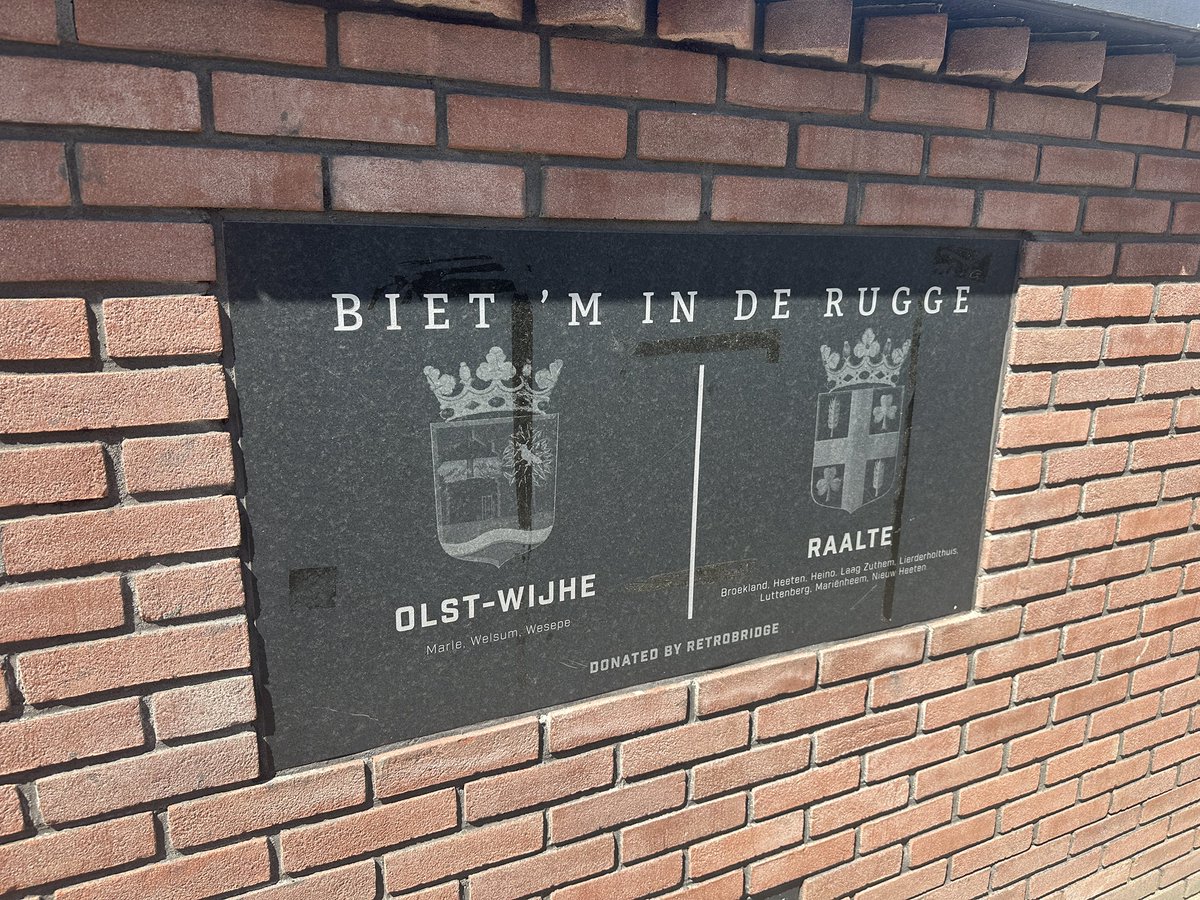 BIET 'M IN DE RUGGE
OLST-WIJHE
Marle, Welsum, Wesepe
RAALTE
Broekland, Heeten, Heino, Laag Zuthem, Lierderholthuis,
Luttenberg, Mariënheem, Nieuw Heeten
DONATED BY RETROBRIDGE